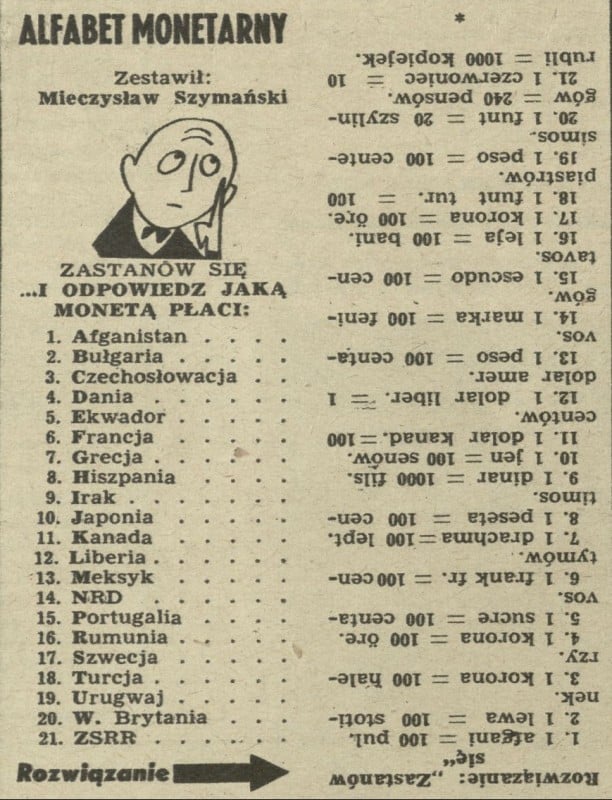 ALFABET MONETARNY
Zestawił:
Mieczysław Szymański
ZASTANÓW SIĘ
...I ODPOWIEDZ JAKĄ
MONETĄ PŁACI:
1. Afganistan . . . .
2. Bułgaria . . . . .
3. Czechosłowacja . .
4. Dania . . . . . .
5. Ekwador . . . . .
6. Francja . . . . .
7. Grecja . . . . . .
8. Hiszpania . . . .
9. Irak . . . . . . .
10. Japonia . . . . .
11. Kanada . . . . .
12. Liberia . . . . .
13. Meksyk . . . . .
14. NRD . . . . . .
15. Portugalia . . . .
16. Rumunia . . . . .
17. Szwecja . . . . .
18. Turcja . . . . .
19. Urugwaj . . . . .
20. W. Brytania . . . .
21. ZSRR . . . . . .
Rozwiązanie
Rozwiązanie: „Zastanów
się”
1. 1 afgani = 100 pul.
2. 1 lewa = 100 stoti-
nek.
3. 1 korona = 100 hale-
rzy.
4. 1 korona = 100 öre.
5. 1 sucre = 100 centa-
vos.
6. 1 frank fr. = 100 cen-
tymów.
7. 1 drachma = 100 lept.
8. 1 peseta = 100 cen-
timos.
9. 1 dinar = 1000 fils.
10. 1 jen = 100 senów.
11. 1 dolar kanad. = 100
centów.
12. 1 dolar liber. = 1
dolar amer.
13. 1 peso = 100 centa-
vos.
14. 1 marka = 100 feni-
gów.
15. 1 escudo = 100 cen-
tavos.
16. 1 leja = 100 bani.
17. 1 korona = 100 öre.
18. 1 funt tur. = 100
piastrów.
19. 1 peso = 100 cente-
simos.
20. 1 funt = 20 szylin-
gów = 240 pensów.
21. 1 czerwoniec = 10
rubli = 1000 kopiejek.
*